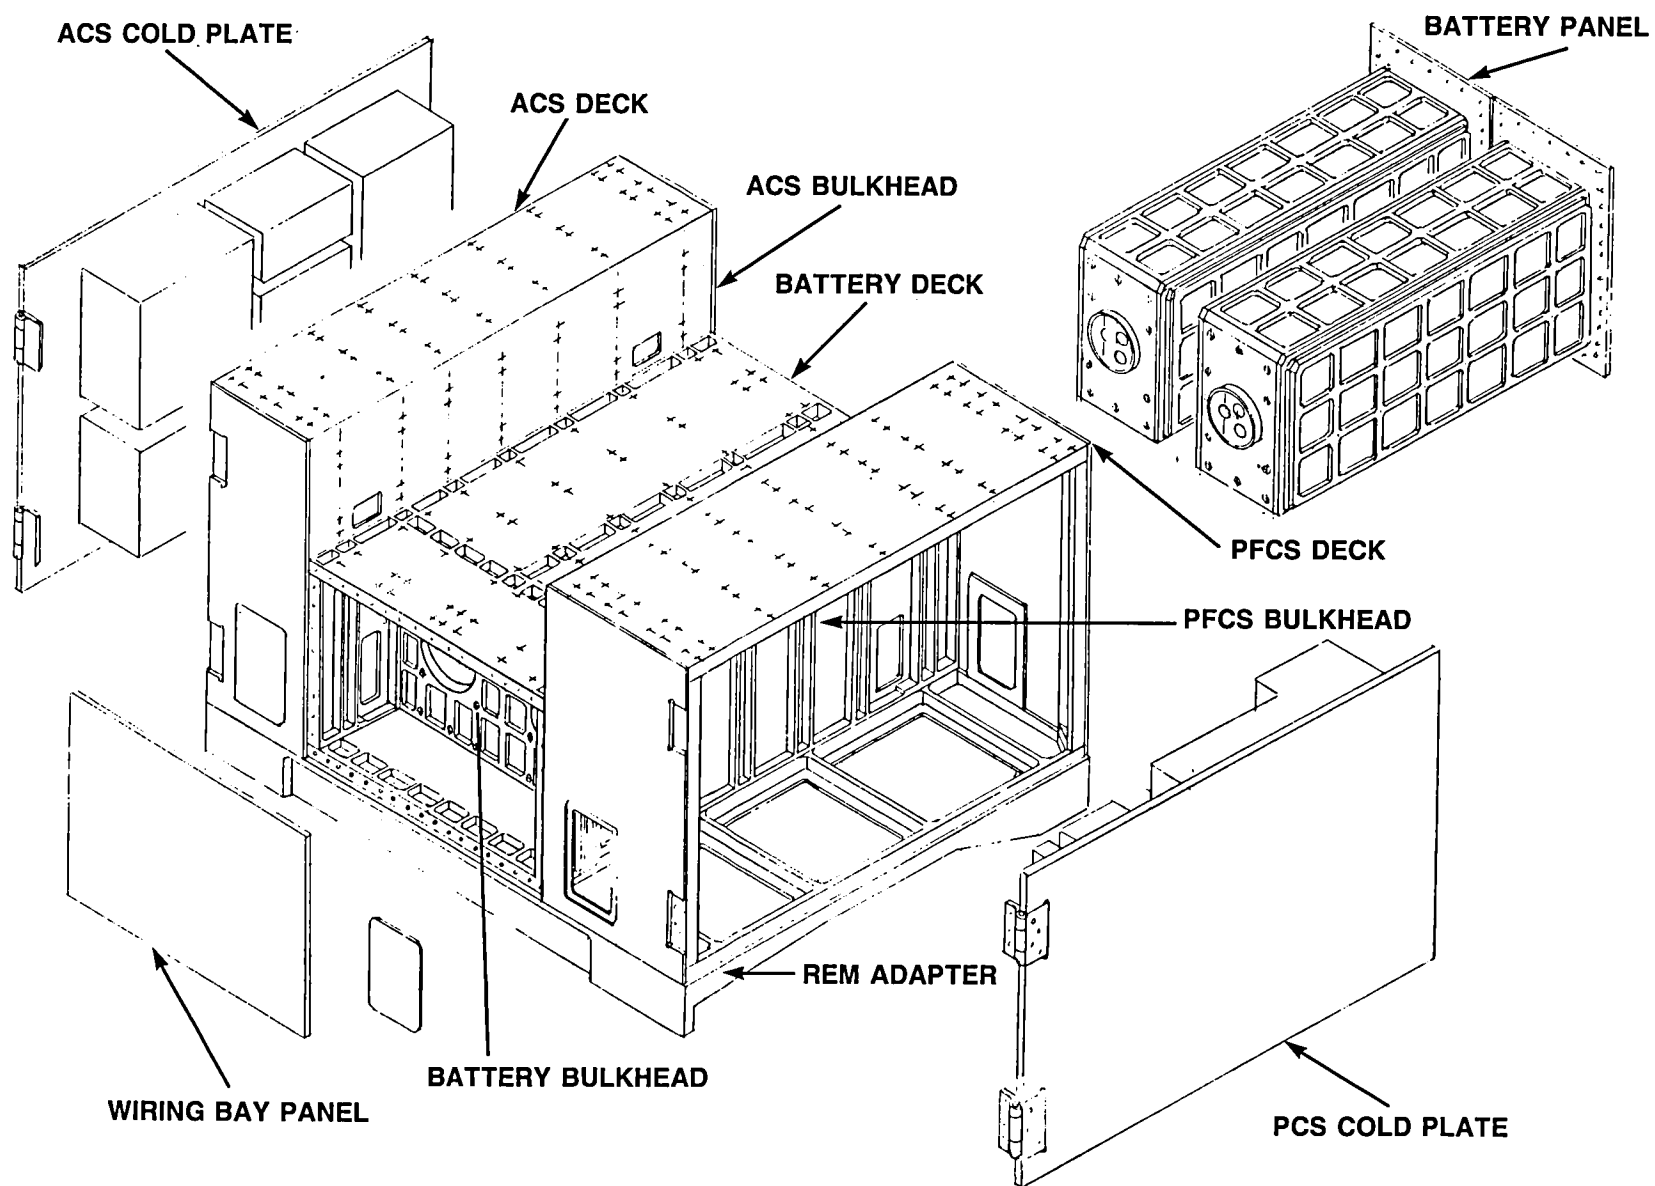 ACS COLD PLATE
BATTERY PANEL
ACS DECK
ACS BULKHEAD
BATTERY DECK
PFCS DECK
PFCS BULKHEAD
REM ADAPTER
BATTERY BULKHEAD
WIRING BAY PANEL
PCS COLD PLATE